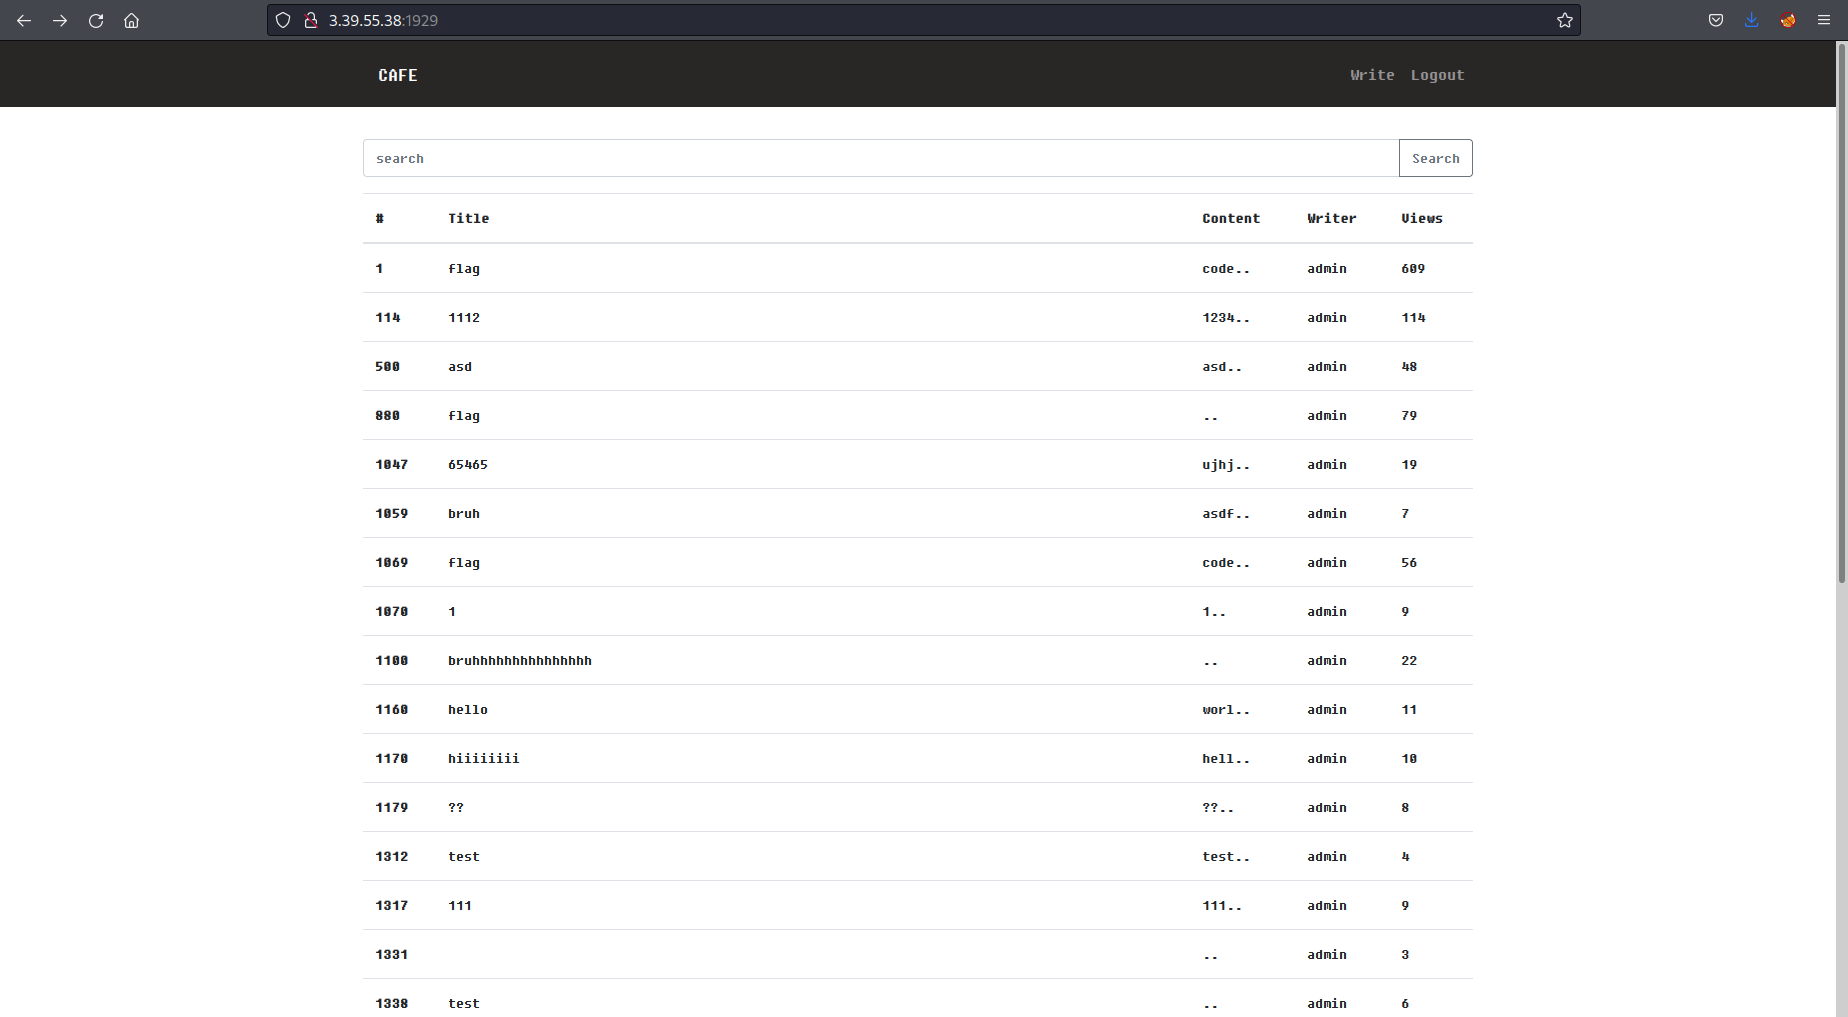 3.39.55.38:1929
CAFE Write Logout
search Search
# Title Content Writer Views
1 flag code.. admin 609
114 1112 1234.. admin 114
500 asd asd.. admin 48
880 flag .. admin 79
1047 65465 ujhj.. admin 19
1059 bruh asdf.. admin 7
1069 flag code.. admin 56
1070 1 1.. admin 9
1100 bruhhhhhhhhhhhhhhh .. admin 22
1160 hello worl.. admin 11
1170 hiiiiiiii hell.. admin 10
1179 ?? ??.. admin 8
1312 test test.. admin 4
1317 111 111.. admin 9
1331 .. admin 3
1338 test .. admin 6